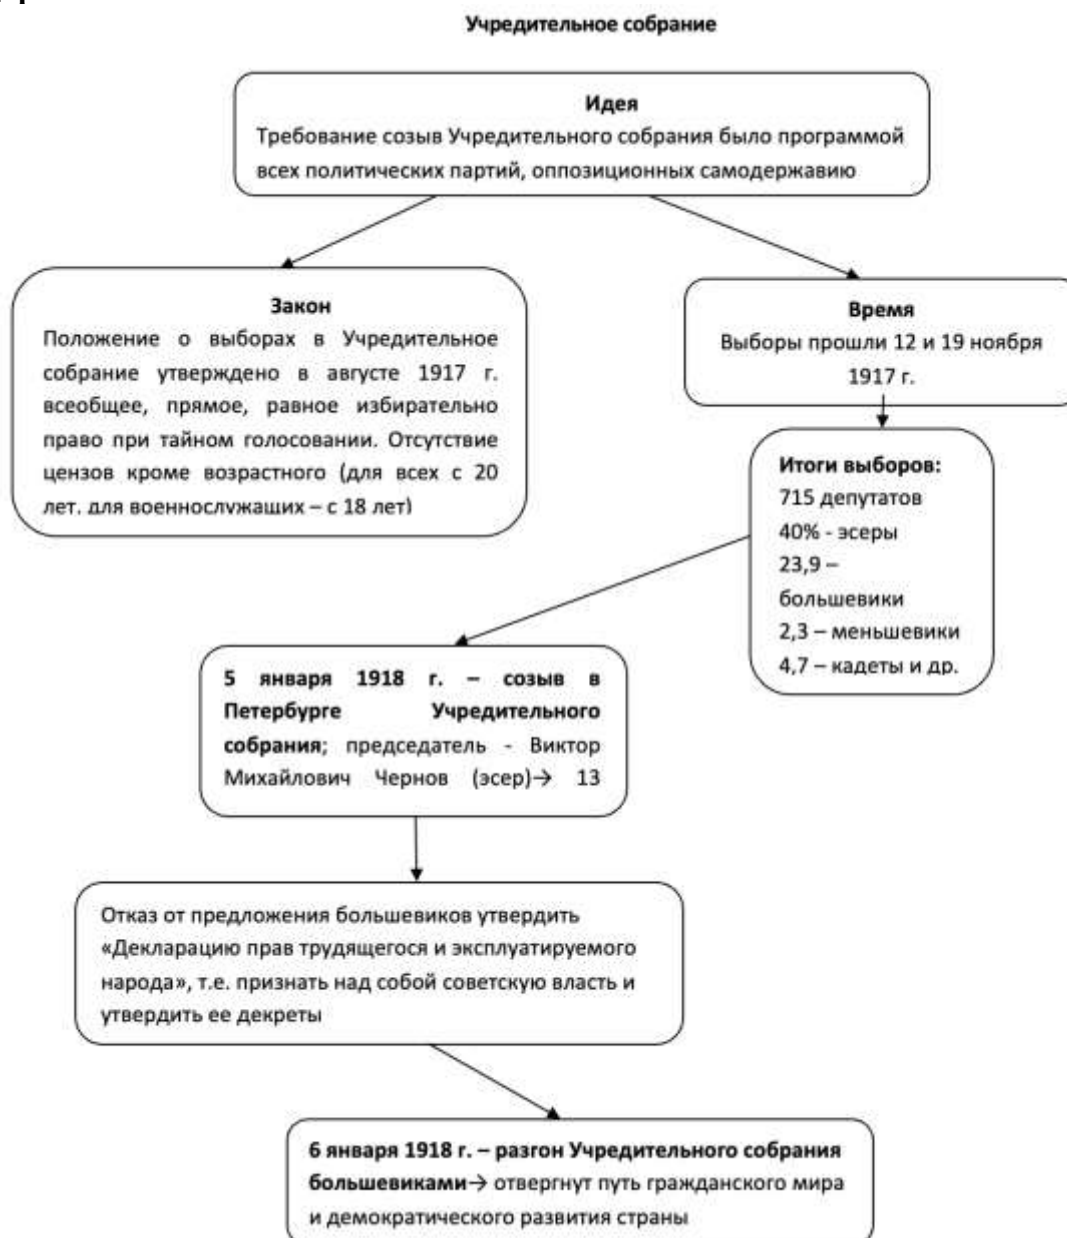 Учредительное собрание
Идея
Требование созыв Учредительного собрания было программой
всех политических партий, оппозиционных самодержавию
Закон
Положение о выборах в Учредительное
собрание утверждено в августе 1917 г.
всеобщее, прямое, равное избирательно
право при тайном голосовании. Отсутствие
цензов кроме возрастного (для всех с 20
лет, для военнослужащих – с 18 лет)
Время
Выборы прошли 12 и 19 ноября
1917 г.
Итоги выборов:
715 депутатов
40% - эсеры
23,9 –
большевики
2,3 – меньшевики
4,7 – кадеты и др.
5 января 1918 г. – созыв в
Петербурге Учредительного
собрания; председатель - Виктор
Михайлович Чернов (эсер)→ 13
Отказ от предложения большевиков утвердить
«Декларацию прав трудящегося и эксплуатируемого
народа», т.е. признать над собой советскую власть и
утвердить ее декреты
6 января 1918 г. – разгон Учредительного собрания
большевиками→ отвергнут путь гражданского мира
и демократического развития страны